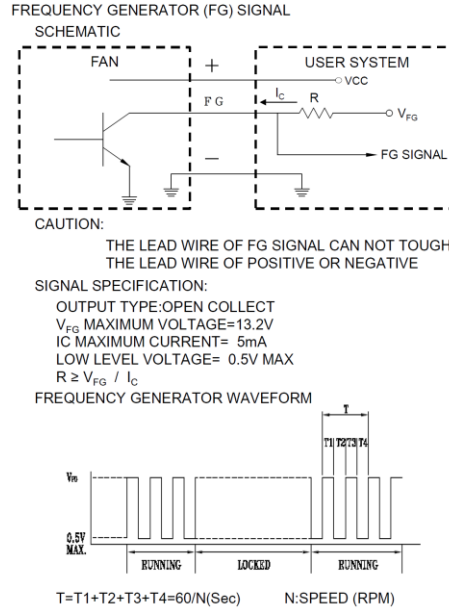 FREQUENCY GENERATOR (FG) SIGNAL
SCHEMATIC
FAN
+
USER SYSTEM
VCC
FG
IC
R
VFG
FG SIGNAL
–
CAUTION:
THE LEAD WIRE OF FG SIGNAL CAN NOT TOUGH
THE LEAD WIRE OF POSITIVE OR NEGATIVE
SIGNAL SPECIFICATION:
OUTPUT TYPE:OPEN COLLECT
VFG MAXIMUM VOLTAGE=13.2V
IC MAXIMUM CURRENT= 5mA
LOW LEVEL VOLTAGE= 0.5V MAX
R ≥ VFG / IC
FREQUENCY GENERATOR WAVEFORM
T
T1 T2 T3 T4
VFG
0.5V
MAX.
RUNNING LOCKED RUNNING
T=T1+T2+T3+T4=60/N(Sec) N:SPEED (RPM)